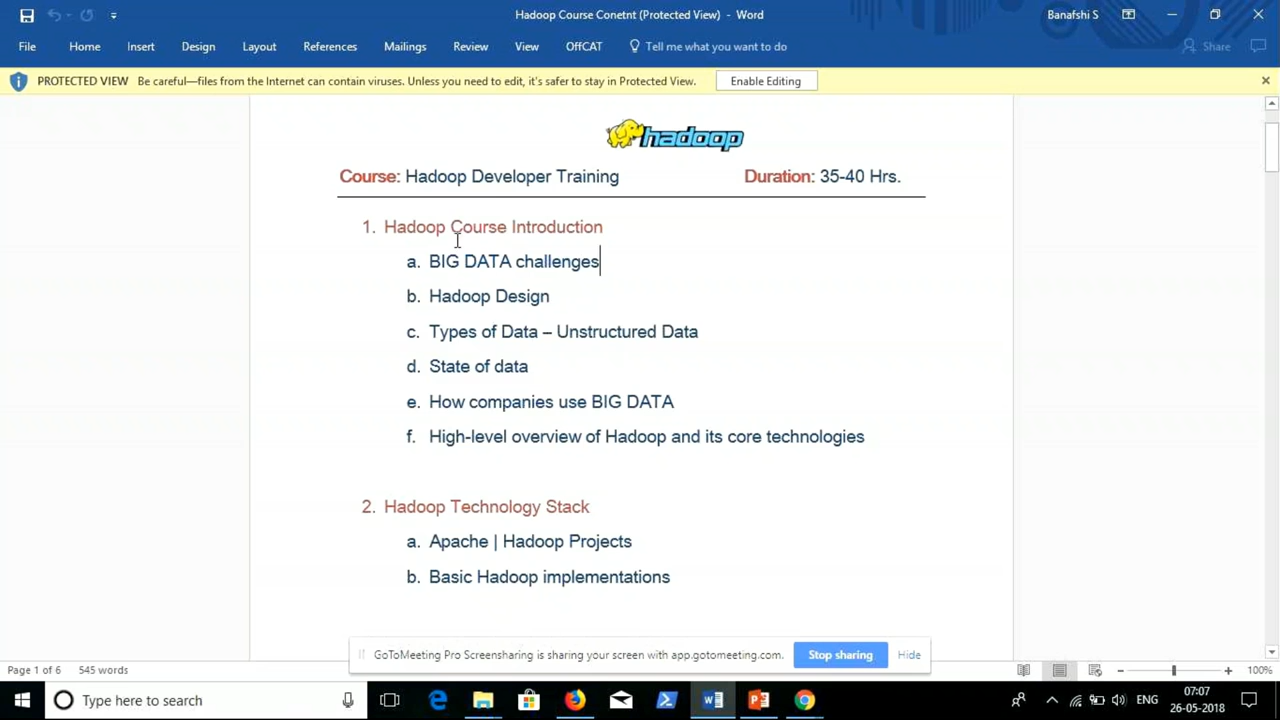 Hadoop Course Conetnt (Protected View) - Word
Banafshi S
File Home Insert Design Layout References Mailings Review View OffCAT Tell me what you want to do Share
PROTECTED VIEW Be careful—files from the Internet can contain viruses. Unless you need to edit, it's safer to stay in Protected View. Enable Editing
hadoop
Course: Hadoop Developer Training Duration: 35-40 Hrs.
1. Hadoop Course Introduction
a. BIG DATA challenges
b. Hadoop Design
c. Types of Data – Unstructured Data
d. State of data
e. How companies use BIG DATA
f. High-level overview of Hadoop and its core technologies
2. Hadoop Technology Stack
a. Apache | Hadoop Projects
b. Basic Hadoop implementations
GoToMeeting Pro Screensharing is sharing your screen with app.gotomeeting.com. Stop sharing Hide
Page 1 of 6 545 words 100%
Type here to search
ENG
07:07
26-05-2018